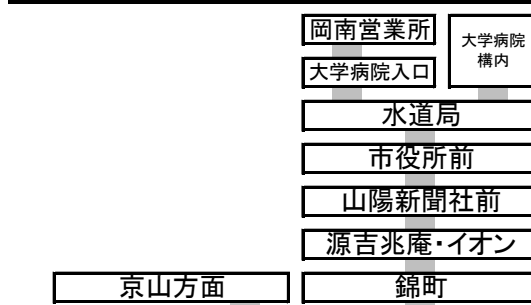 岡南営業所
大学病院
構内
大学病院入口
水道局
市役所前
山陽新聞社前
源吉兆庵・イオン
京山方面
錦町